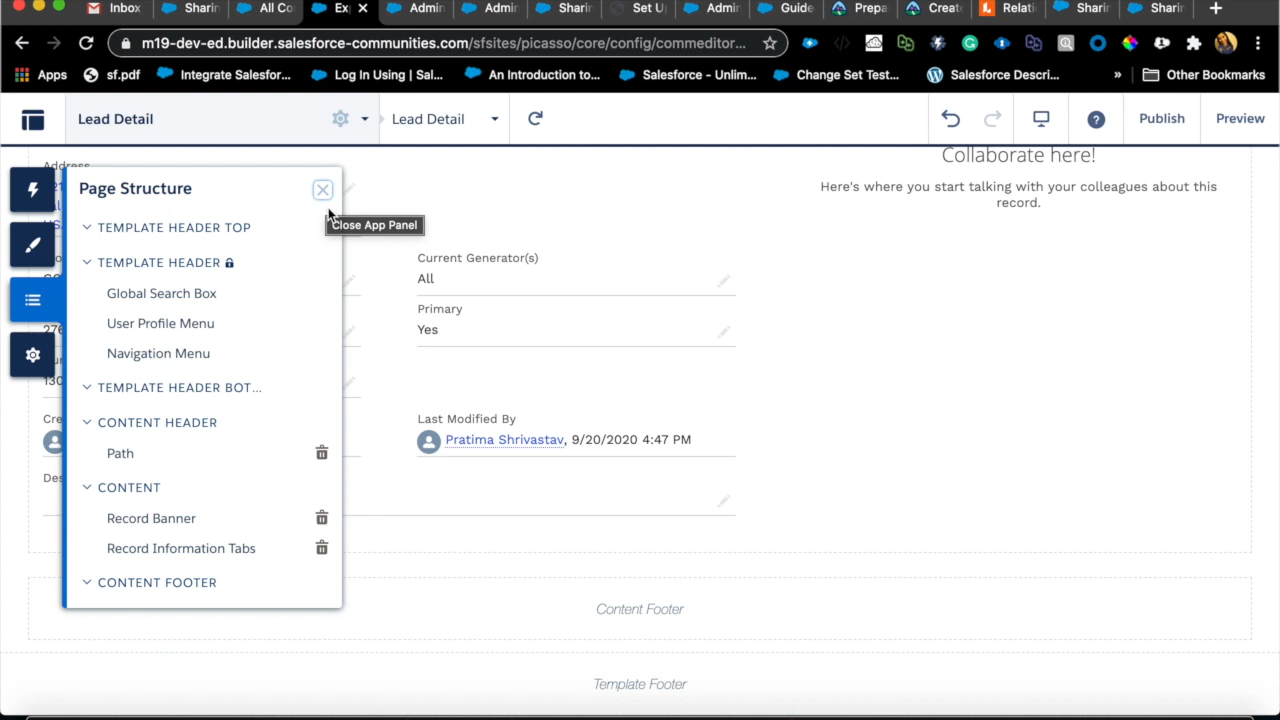 Inbox
Sharin
All Co
Ex
Admin
Admin
Sharin
Set U
Admin
Guide
Prepa
Create
Relati
Sharin
Sharin
m19-dev-ed.builder.salesforce-communities.com/sfsites/picasso/core/config/commeditor...
Apps
sf.pdf
Integrate Salesfor...
Log In Using | Sal...
An Introduction to...
Salesforce - Unlim...
Change Set Test...
Salesforce Descri...
»
Other Bookmarks
Lead Detail
Lead Detail
Publish
Preview
Address
Collaborate here!
Here's where you start talking with your colleagues about this
record.
Page Structure
Close App Panel
TEMPLATE HEADER TOP
TEMPLATE HEADER
Global Search Box
User Profile Menu
Navigation Menu
TEMPLATE HEADER BOT...
CONTENT HEADER
Path
CONTENT
Record Banner
Record Information Tabs
CONTENT FOOTER
Current Generator(s)
All
Primary
276
Yes
130
Cre
Last Modified By
Pratima Shrivastav, 9/20/2020 4:47 PM
Des
Content Footer
Template Footer